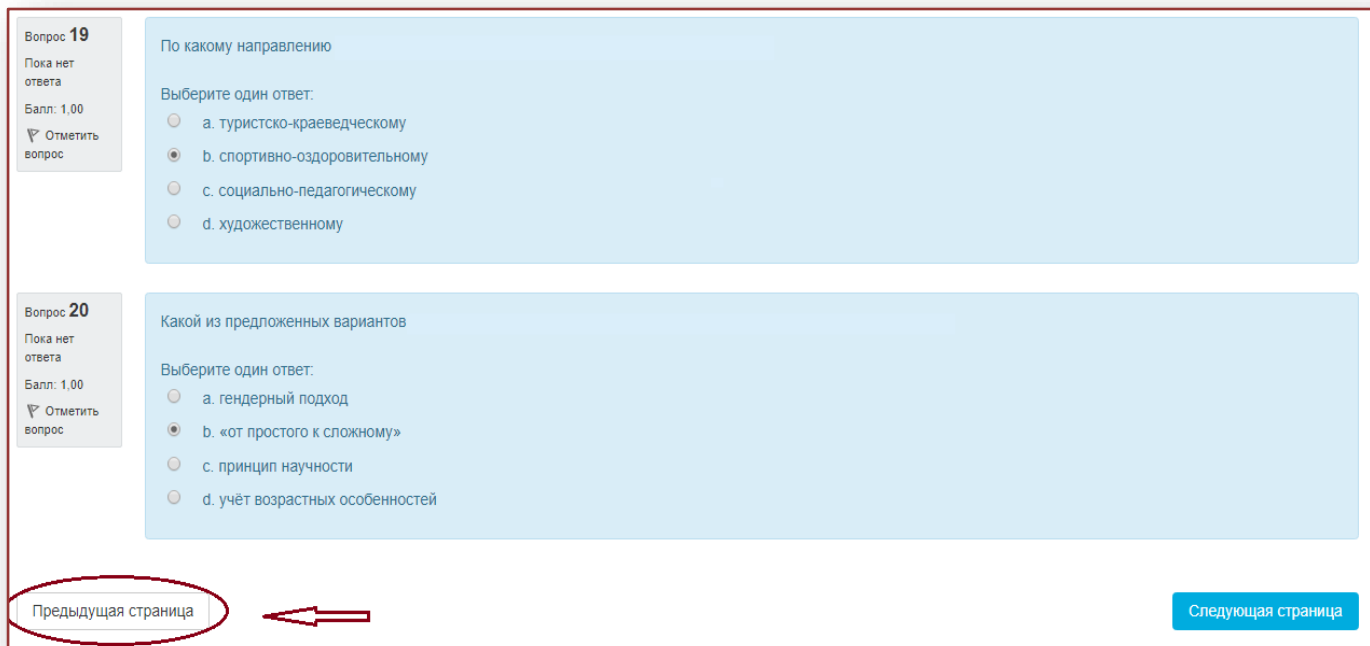 Вопрос 19
Пока нет
ответа
Балл: 1,00
Отметить
вопрос
По какому направлению
Выберите один ответ:
a. туристско-краеведческому
b. спортивно-оздоровительному
c. социально-педагогическому
d. художественному
Вопрос 20
Пока нет
ответа
Балл: 1,00
Отметить
вопрос
Какой из предложенных вариантов
Выберите один ответ:
a. гендерный подход
b. «от простого к сложному»
c. принцип научности
d. учёт возрастных особенностей
Предыдущая страница
Следующая страница